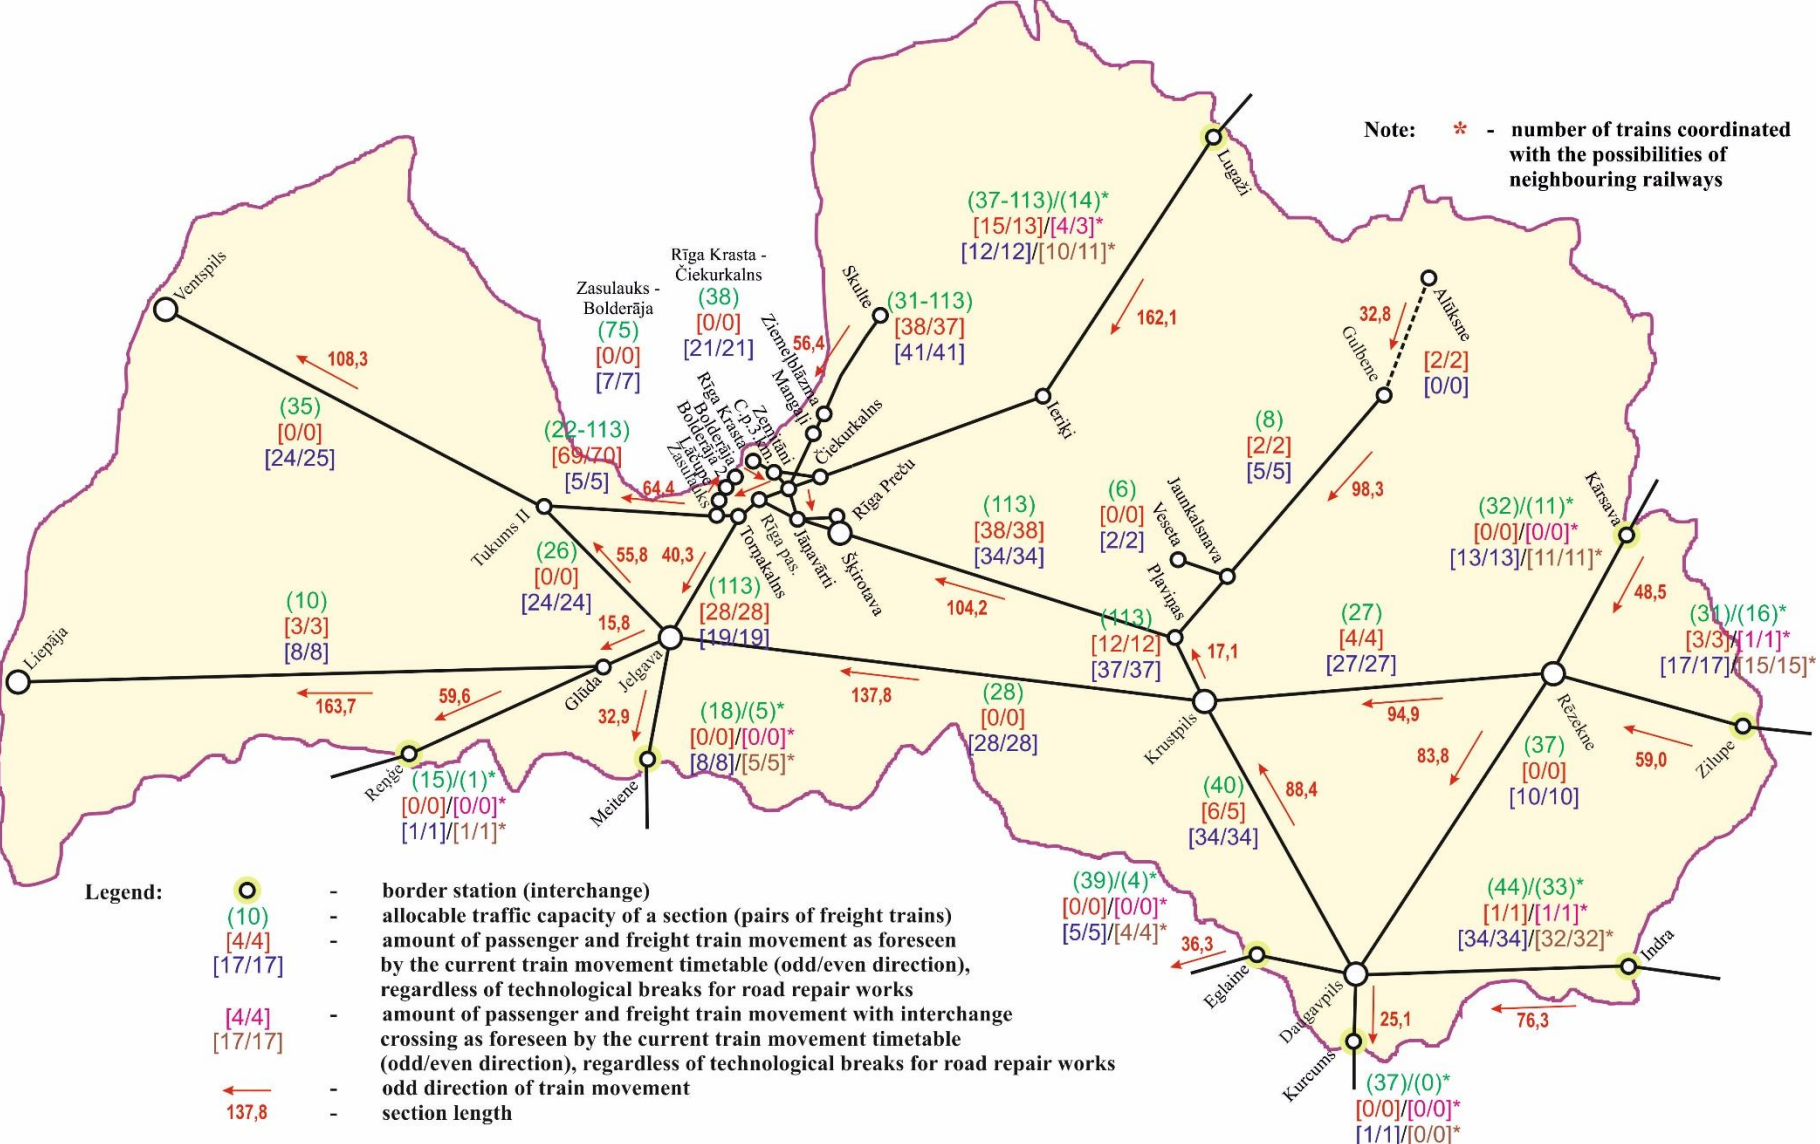 Note: * - number of trains coordinated
with the possibilities of
neighbouring railways
Lugaži
(37-113)/(14)*
[15/13]/[4/3]*
[12/12]/[10/11]*
162,1
Ieriķi
Ventspils
108,3
(35)
[0/0]
[24/25]
Zasulauks -
Bolderāja
(75)
[0/0]
[7/7]
Rīga Krasta -
Čiekurkalns
(38)
[0/0]
[21/21]
Skulte
(31-113)
[38/37]
[41/41]
56,4
Ziemeļblāzma
Mangaļi
Čiekurkalns
Zemitāni
C.p.3.km.
Rīga Krasta
Bolderāja
Bolderāja 2
Lāčupe
Zasulauks
(22-113)
[69/70]
[5/5]
64,4
Tukums II
Rīga Preču
Šķirotava
Jāņavārti
Rīga pas.
Torņakalns
Alūksne
32,8
Gulbene
[2/2]
[0/0]
(8)
[2/2]
[5/5]
98,3
(6)
[0/0]
[2/2]
Jaunkalsnava
Veseta
Pļaviņas
(113)
[38/38]
[34/34]
104,2
Kārsava
(32)/(11)*
[0/0]/[0/0]*
[13/13]/[11/11]*
48,5
(31)/(16)*
[3/3]/[1/1]*
[17/17]/[15/15]*
59,0
Zilupe
Rēzekne
(26)
[0/0]
[24/24]
55,8
40,3
(113)
[28/28]
[19/19]
15,8
(10)
[3/3]
[8/8]
Liepāja
163,7
Glūda
Jelgava
59,6
32,9
Reņģe
(15)/(1)*
[0/0]/[0/0]*
[1/1]/[1/1]*
Meitene
(18)/(5)*
[0/0]/[0/0]*
[8/8]/[5/5]*
137,8
(28)
[0/0]
[28/28]
(113)
[12/12]
[37/37]
17,1
Krustpils
(27)
[4/4]
[27/27]
94,9
83,8
(37)
[0/0]
[10/10]
(40)
[6/5]
[34/34]
88,4
(39)/(4)*
[0/0]/[0/0]*
[5/5]/[4/4]*
36,3
Eglaine
Daugavpils
(44)/(33)*
[1/1]/[1/1]*
[34/34]/[32/32]*
Indra
76,3
25,1
Kurcums
(37)/(0)*
[0/0]/[0/0]*
[1/1]/[0/0]*
Legend:
- border station (interchange)
(10) - allocable traffic capacity of a section (pairs of freight trains)
[4/4] - amount of passenger and freight train movement as foreseen
[17/17] by the current train movement timetable (odd/even direction),
regardless of technological breaks for road repair works
[4/4] - amount of passenger and freight train movement with interchange
[17/17] crossing as foreseen by the current train movement timetable
(odd/even direction), regardless of technological breaks for road repair works
- odd direction of train movement
137,8 - section length